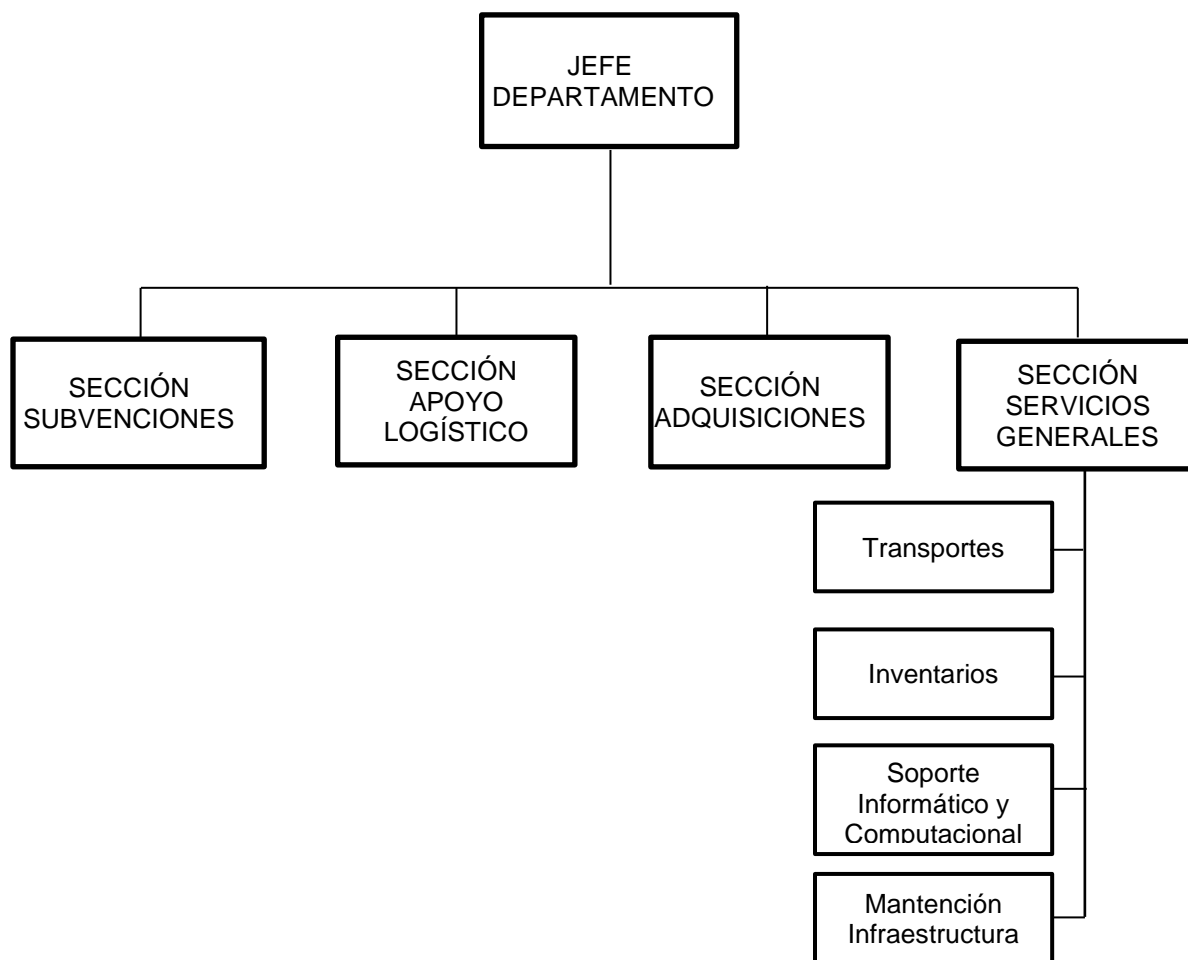 JEFE
DEPARTAMENTO
SECCIÓN
SUBVENCIONES
SECCIÓN
APOYO
LOGÍSTICO
SECCIÓN
ADQUISICIONES
SECCIÓN
SERVICIOS
GENERALES
Transportes
Inventarios
Soporte
Informático y
Computacional
Mantención
Infraestructura